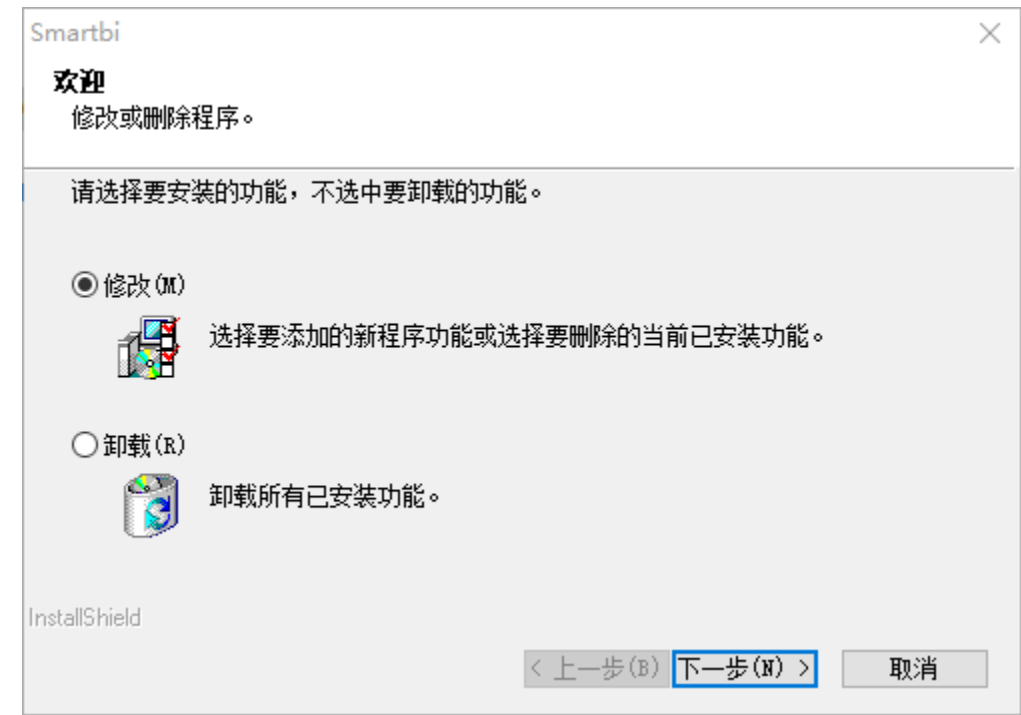 Smartbi
欢迎
修改或删除程序。
请选择要安装的功能，不选中要卸载的功能。
修改(M)
选择要添加的新程序功能或选择要删除的当前已安装功能。
卸载(R)
卸载所有已安装功能。
InstallShield
< 上一步(B) 下一步(N) > 取消